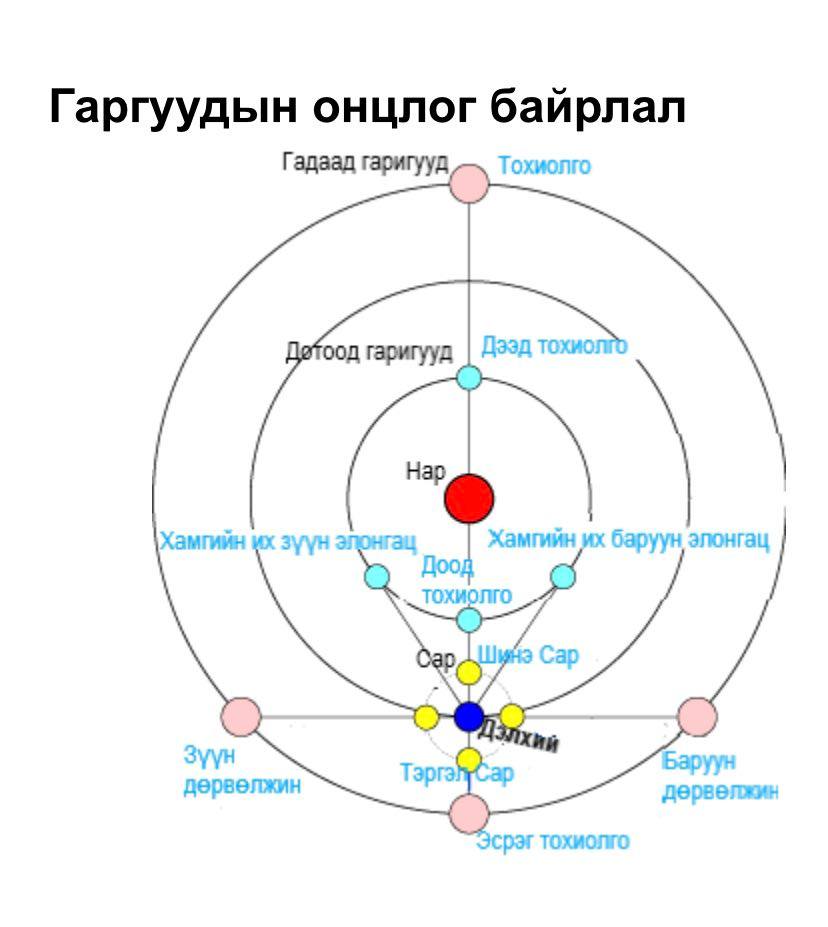 Гаргуудын онцлог байрлал
Гадаад гаригууд
Тохиолго
Дотоод гаригууд
Дээд тохиолго
Нар
Хамгийн их зүүн элонгац
Хамгийн их баруун элонгац
Доод
тохиолго
Сар
Шинэ Сар
Дэлхий
Зүүн
дөрвөлжин
Тэргэл Сар
Баруун
дөрвөлжин
Эсрэг тохиолго